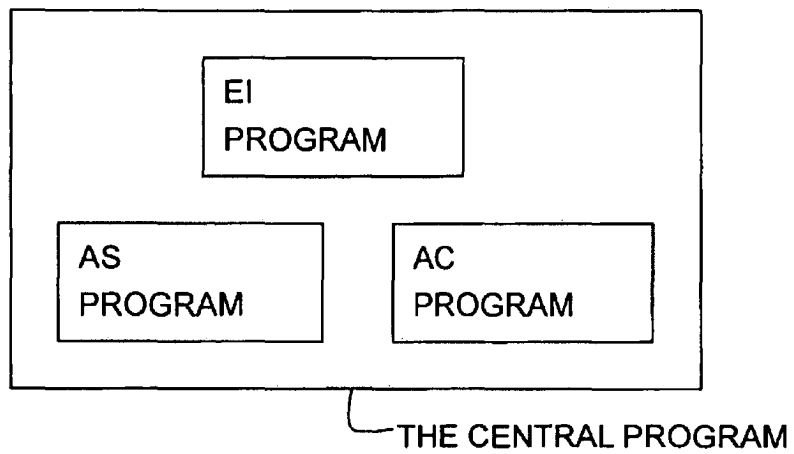 EI
PROGRAM
AS
PROGRAM
AC
PROGRAM
THE CENTRAL PROGRAM